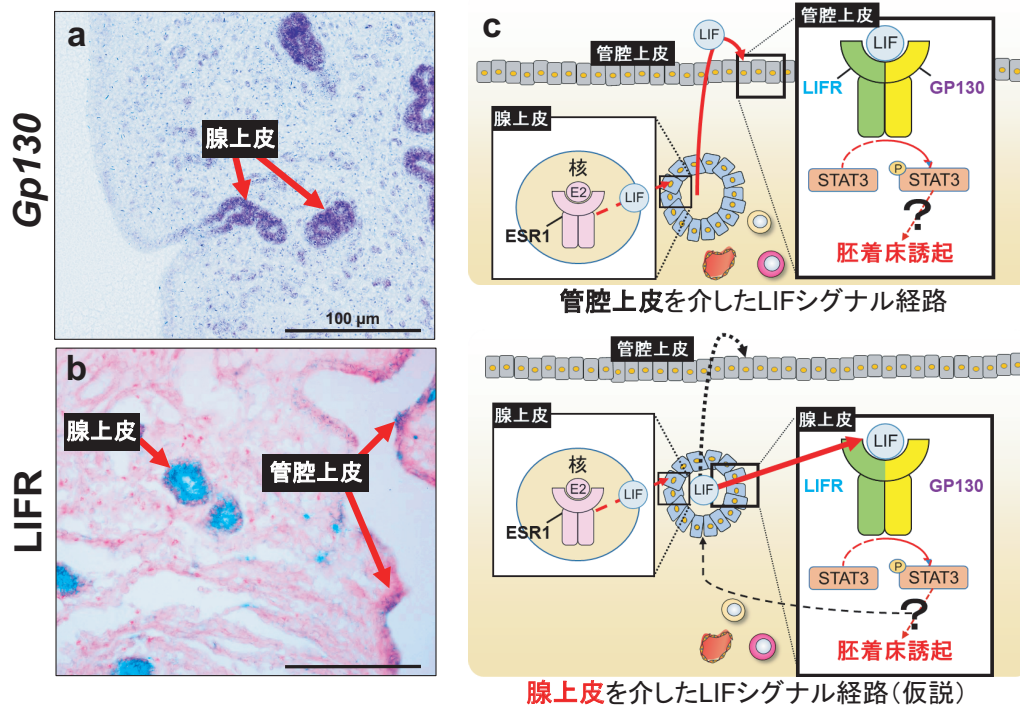 a
Gp130
腺上皮
100 µm
b
LIFR
腺上皮
管腔上皮
c
管腔上皮
LIF
管腔上皮
LIF
LIFR
GP130
STAT3
P
STAT3
?
胚着床誘起
腺上皮
核
E2
LIF
ESR1
管腔上皮を介したLIFシグナル経路
管腔上皮
腺上皮
核
E2
LIF
ESR1
LIF
腺上皮
LIF
LIFR
GP130
STAT3
P
STAT3
?
胚着床誘起
腺上皮を介したLIFシグナル経路(仮説)